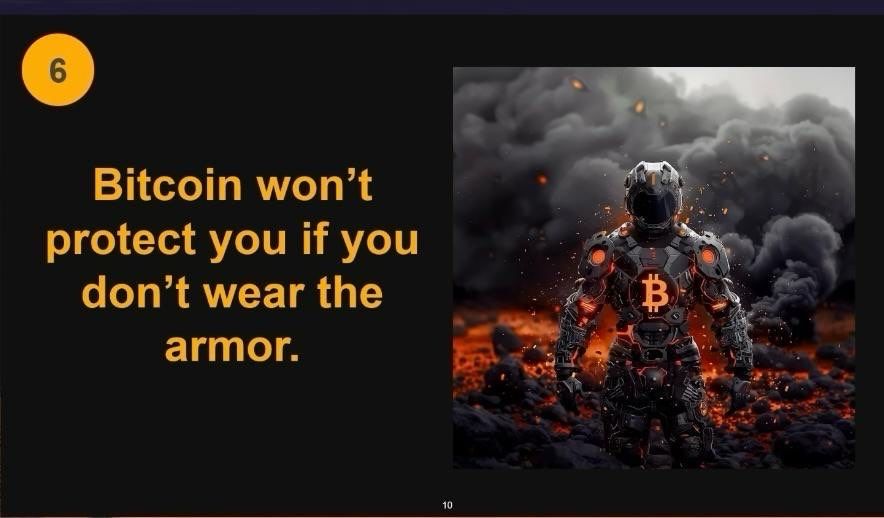 6
Bitcoin won’t
protect you if you
don’t wear the
armor.
10